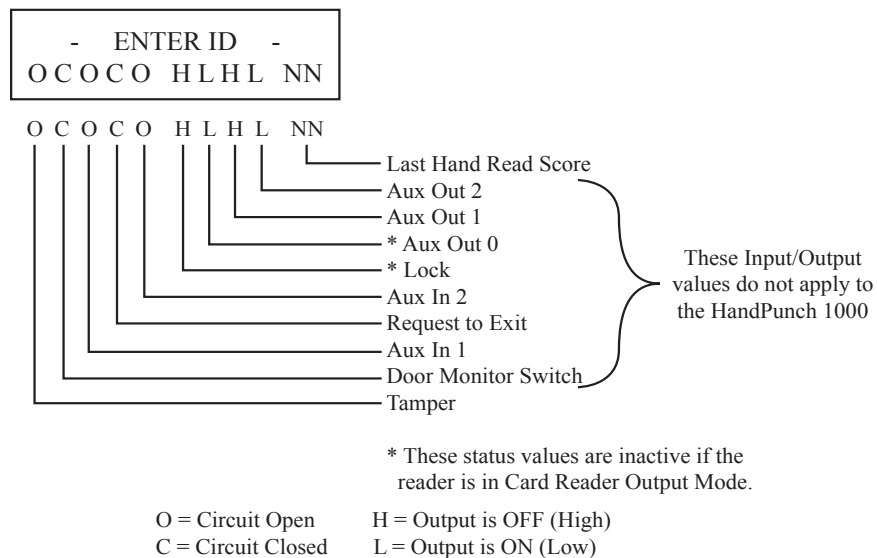 - ENTER ID -
O C O C O H L H L NN
O C O C O H L H L NN
Last Hand Read Score
Aux Out 2
Aux Out 1
* Aux Out 0
* Lock
Aux In 2
Request to Exit
Aux In 1
Door Monitor Switch
Tamper
These Input/Output
values do not apply to
the HandPunch 1000
* These status values are inactive if the
reader is in Card Reader Output Mode.
O = Circuit Open H = Output is OFF (High)
C = Circuit Closed L = Output is ON (Low)